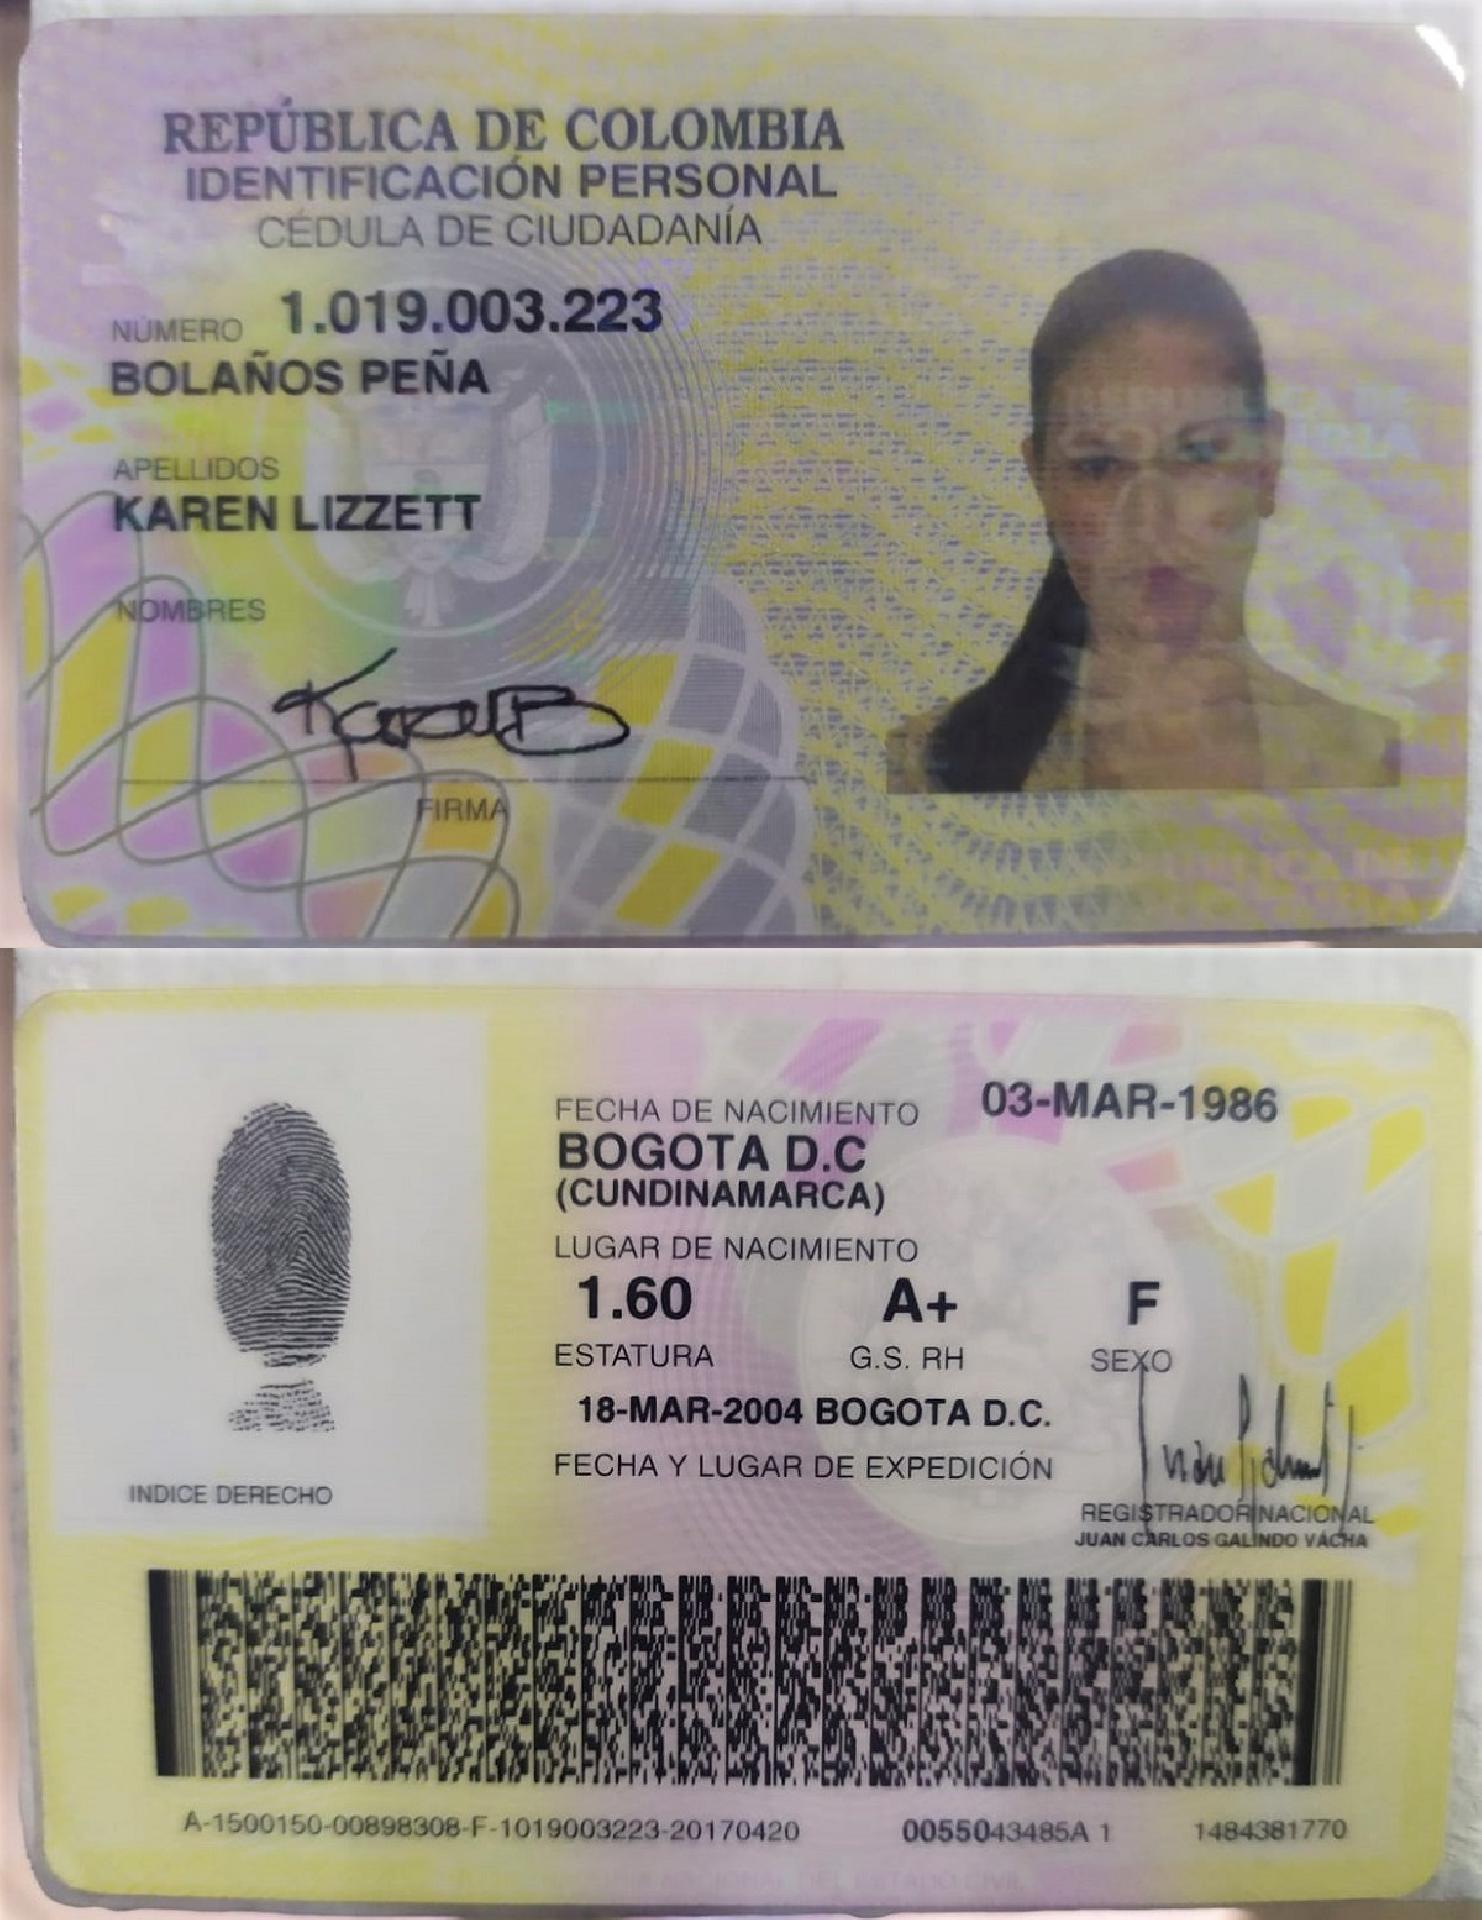 REPÚBLICA DE COLOMBIA
IDENTIFICACIÓN PERSONAL
CÉDULA DE CIUDADANÍA
NÚMERO 1.019.003.223
BOLAÑOS PEÑA
APELLIDOS
KAREN LIZZETT
NOMBRES
FIRMA
FECHA DE NACIMIENTO 03-MAR-1986
BOGOTA D.C
(CUNDINAMARCA)
LUGAR DE NACIMIENTO
1.60 A+ F
ESTATURA G.S. RH SEXO
18-MAR-2004 BOGOTA D.C.
FECHA Y LUGAR DE EXPEDICIÓN
INDICE DERECHO
REGISTRADOR NACIONAL
JUAN CARLOS GALINDO VÁCHA
A-1500150-00898308-F-1019003223-20170420 0055043485A 1 1484381770